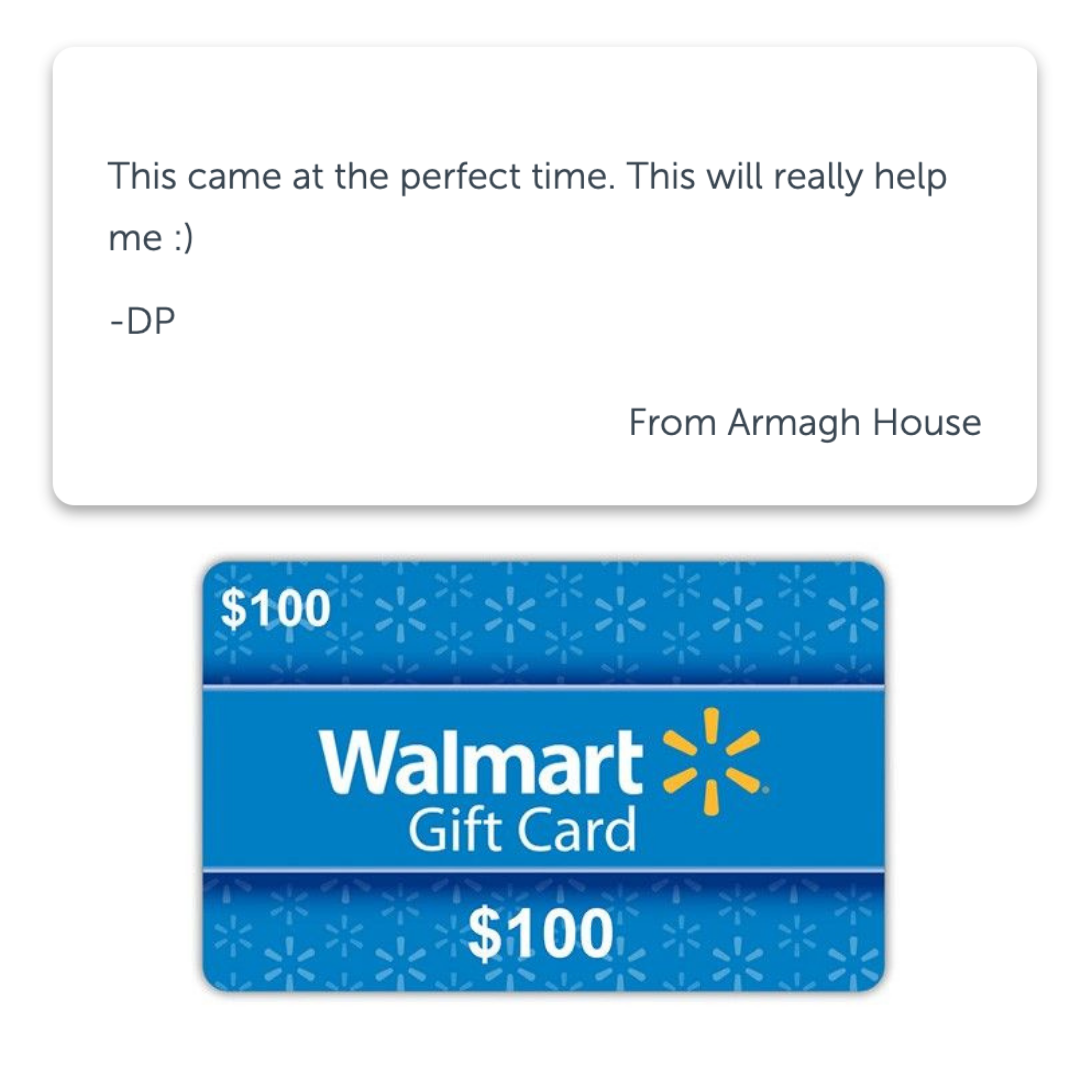 This came at the perfect time. This will really help
me :)
-DP
From Armagh House
$100
Walmart
Gift Card
$100